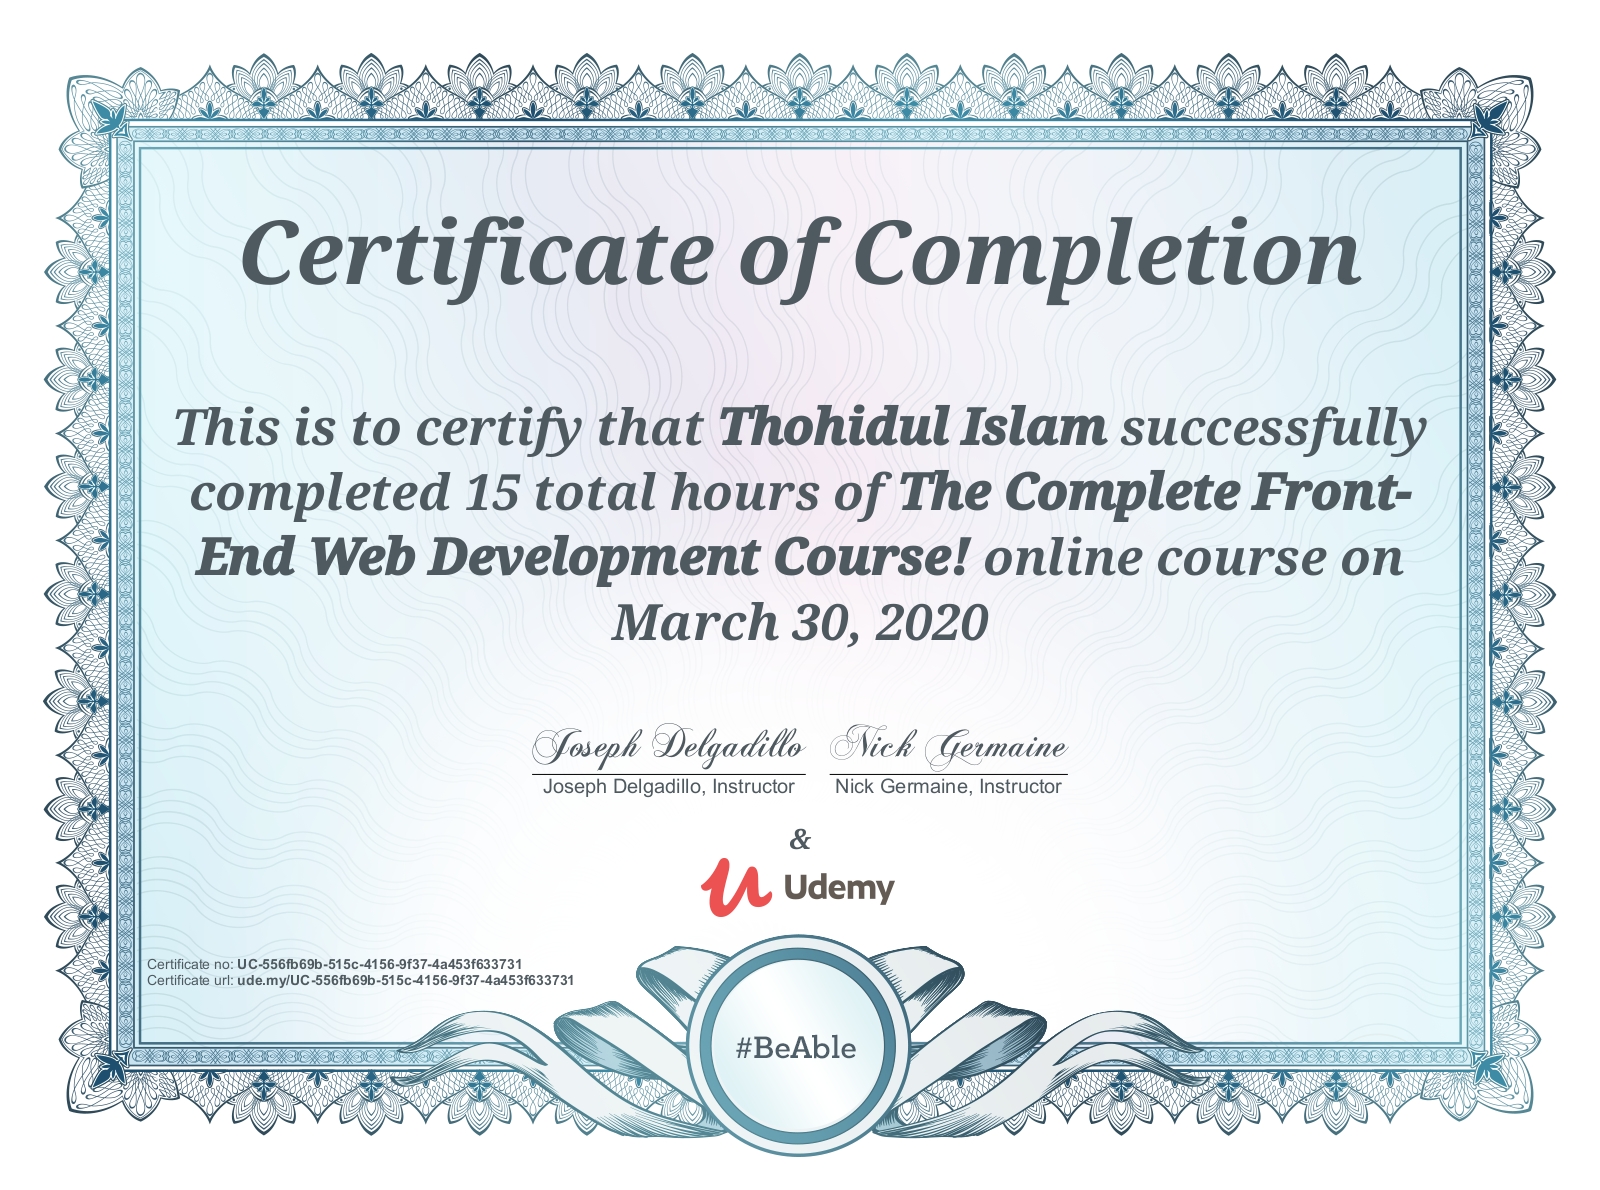 Certificate of Completion
This is to certify that Thohidul Islam successfully
completed 15 total hours of The Complete Front-
End Web Development Course! online course on
March 30, 2020
Joseph Delgadillo Nick Germaine
Joseph Delgadillo, Instructor Nick Germaine, Instructor
&
Udemy
Certificate no: UC-556fb69b-515c-4156-9f37-4a453f633731
Certificate url: ude.my/UC-556fb69b-515c-4156-9f37-4a453f633731
#BeAble